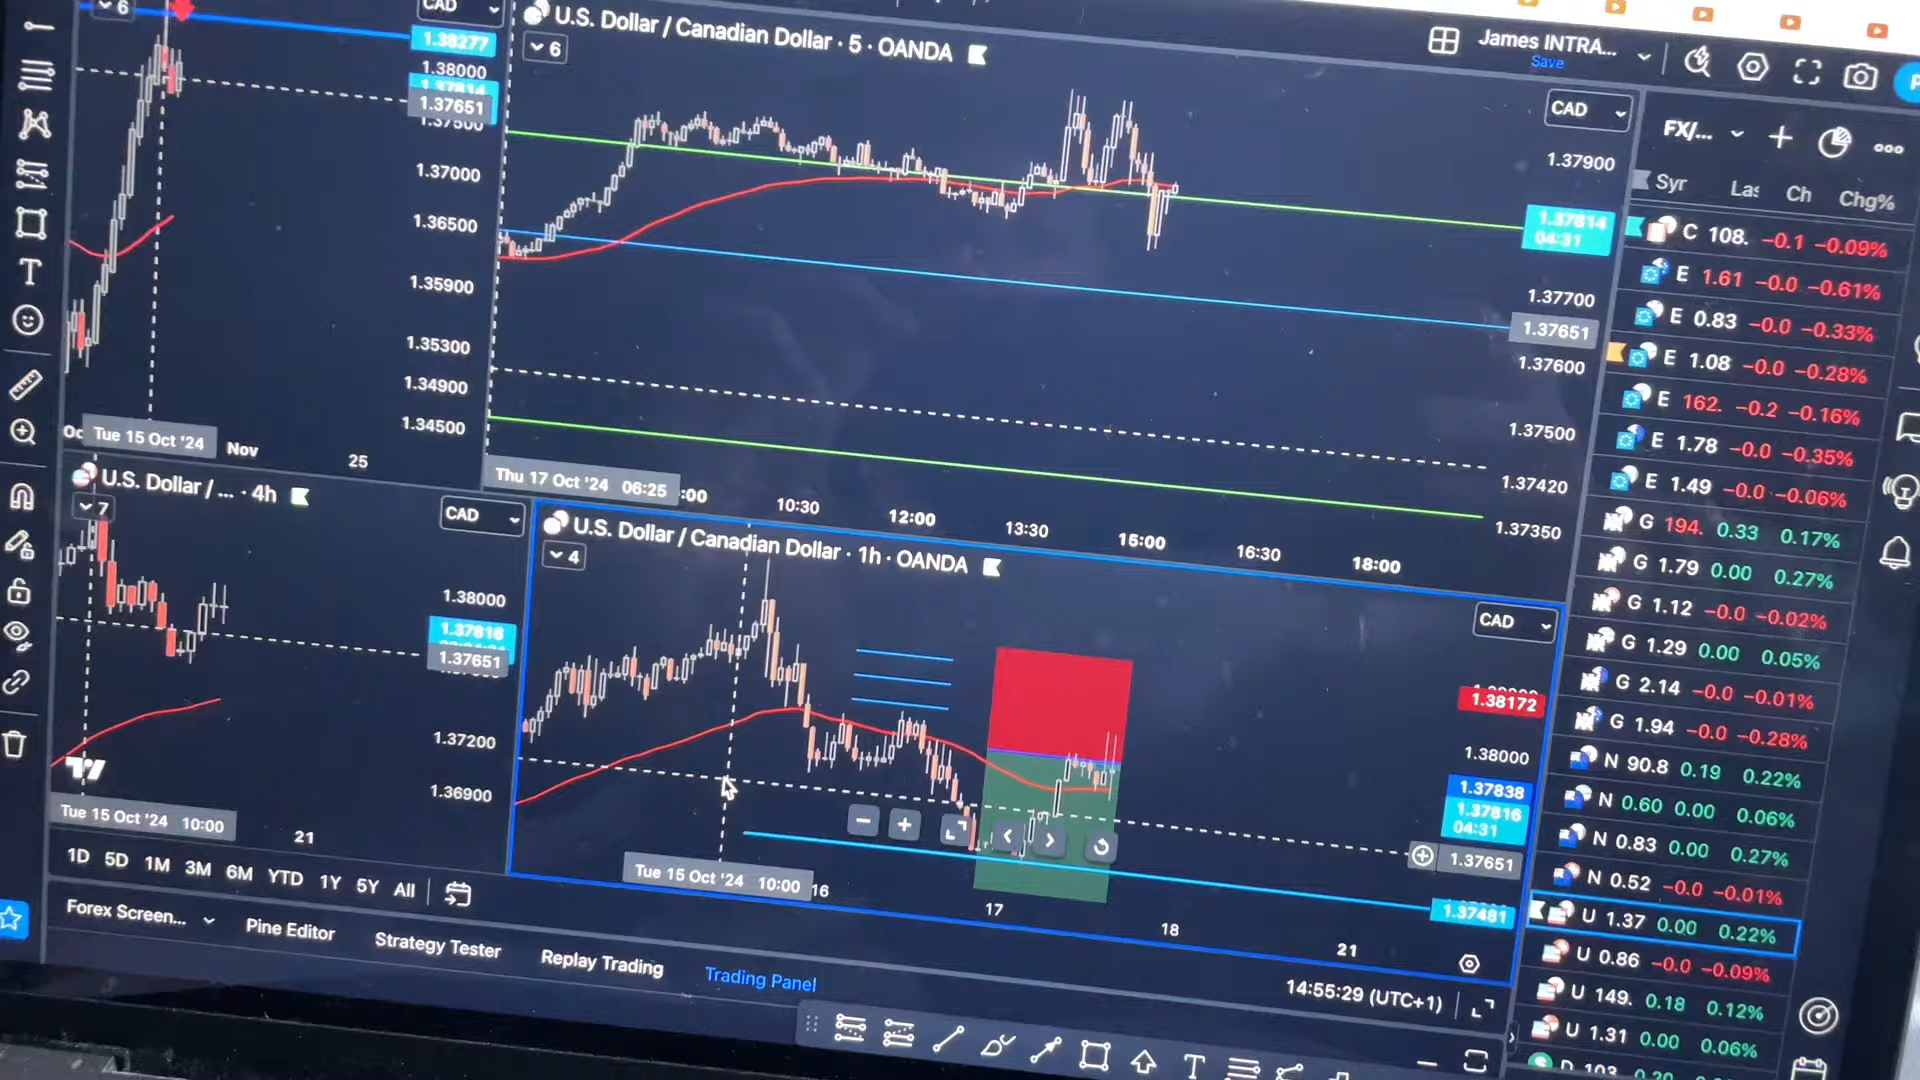 6
CAD
1.38277
1.38000
1.37814
1.37651
1.37500
1.37000
1.36500
1.35900
1.35300
1.34900
1.34500
Tue 15 Oct '24
Nov
25
U.S. Dollar / Canadian Dollar · 5 · OANDA
6
CAD
1.37900
1.37814
04:31
1.37700
1.37651
1.37600
1.37500
1.37420
1.37350
Thu 17 Oct '24 06:25
:00
10:30
12:00
13:30
15:00
16:30
18:00
James INTRA...
Save
FX/...
Syr
Ch
Chg%
C 108. −0.1 −0.09%
E 1.61 −0.0 −0.61%
E 0.83 −0.0 −0.33%
E 1.08 −0.0 −0.28%
E 162. −0.2 −0.16%
E 1.78 −0.0 −0.35%
E 1.49 −0.0 −0.06%
G 194. 0.33 0.17%
G 1.79 0.00 0.27%
G 1.12 −0.0 −0.02%
G 1.29 0.00 0.05%
G 2.14 −0.0 −0.01%
G 1.94 −0.0 −0.28%
N 90.8 0.19 0.22%
N 0.60 0.00 0.06%
N 0.83 0.00 0.27%
N 0.52 −0.0 −0.01%
U 1.37 0.00 0.22%
U 0.86 −0.0 −0.09%
U 149. 0.18 0.12%
U 1.31 0.00 0.06%
U.S. Dollar / ... · 4h
7
CAD
1.38000
1.37816
1.37651
1.37200
1.36900
Tue 15 Oct '24 10:00
21
U.S. Dollar / Canadian Dollar · 1h · OANDA
4
CAD
1.38172
1.38000
1.37838
1.37816
04:31
1.37651
1.37481
Tue 15 Oct '24 10:00
16
17
18
21
1D 5D 1M 3M 6M YTD 1Y 5Y All
14:55:29 (UTC+1)
Forex Screen...
Pine Editor
Strategy Tester
Replay Trading
Trading Panel